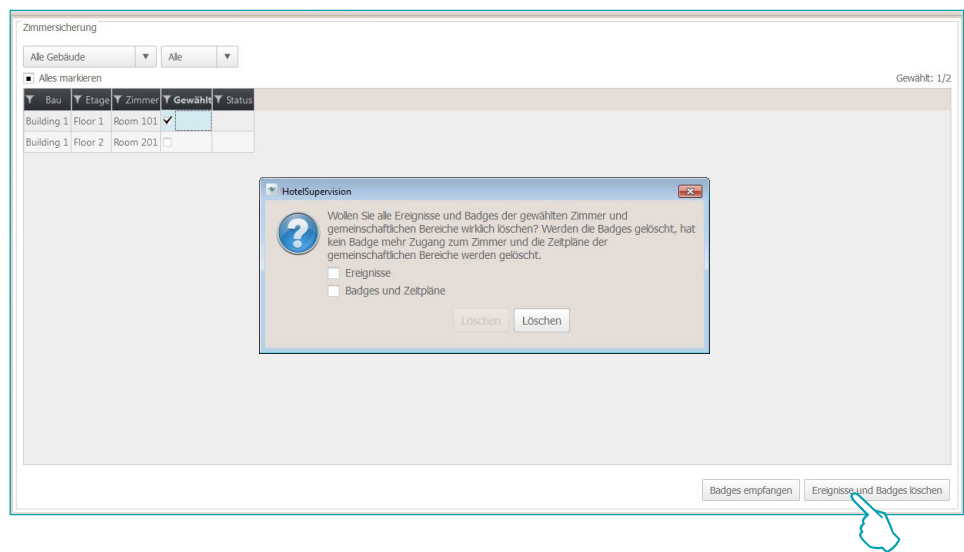 Zimmersicherung
Alle Gebäude Alle
Alles markieren Gewählt: 1/2
Bau Etage Zimmer Gewählt Status
Building 1 Floor 1 Room 101
Building 1 Floor 2 Room 201
HotelSupervision
Wollen Sie alle Ereignisse und Badges der gewählten Zimmer und
gemeinschaftlichen Bereiche wirklich löschen? Werden die Badges gelöscht, hat
kein Badge mehr Zugang zum Zimmer und die Zeitpläne der
gemeinschaftlichen Bereiche werden gelöscht.
Ereignisse
Badges und Zeitpläne
Löschen Löschen
Badges empfangen Ereignisse und Badges löschen